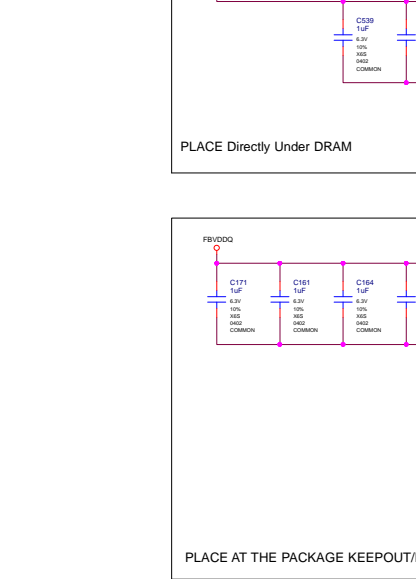 C539
1uF
6.3V
10%
X6S
0402
COMMON
PLACE Directly Under DRAM
FBVDDQ
C171
1uF
6.3V
10%
X6S
0402
COMMON
C161
1uF
6.3V
10%
X6S
0402
COMMON
C164
1uF
6.3V
10%
X6S
0402
COMMON
PLACE AT THE PACKAGE KEEPOUT/